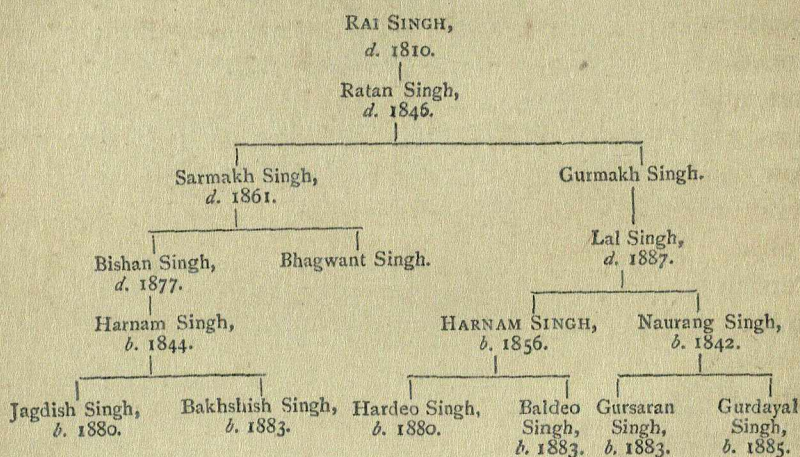 RAI SINGH,
d. 1810.
Ratan Singh,
d. 1846.
Sarmakh Singh,
d. 1861.
Gurmakh Singh.
Bishan Singh,
d. 1877.
Bhagwant Singh.
Lal Singh,
d. 1887.
Harnam Singh,
b. 1844.
HARNAM SINGH,
b. 1856.
Naurang Singh,
b. 1842.
Jagdish Singh,
b. 1880.
Bakhshish Singh,
b. 1883.
Hardeo Singh,
b. 1880.
Baldeo
Singh,
b. 1883.
Gursaran
Singh,
b. 1883.
Gurdayal
Singh,
b. 1885.